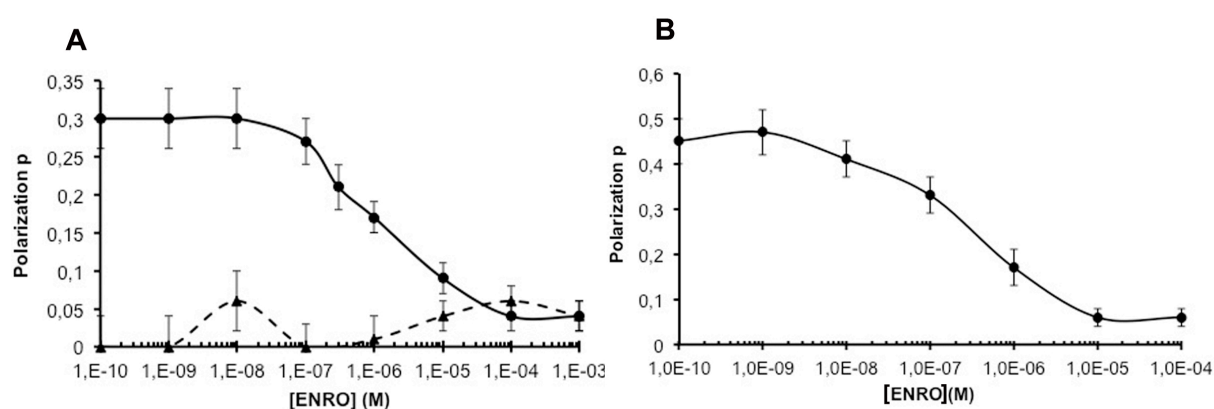 A
Polarization p
0,35
0,3
0,25
0,2
0,15
0,1
0,05
0
1,E-10 1,E-09 1,E-08 1,E-07 1,E-06 1,E-05 1,E-04 1,E-03
[ENRO] (M)
B
Polarization p
0,6
0,5
0,4
0,3
0,2
0,1
0
1,0E-10 1,0E-09 1,0E-08 1,0E-07 1,0E-06 1,0E-05 1,0E-04
[ENRO](M)